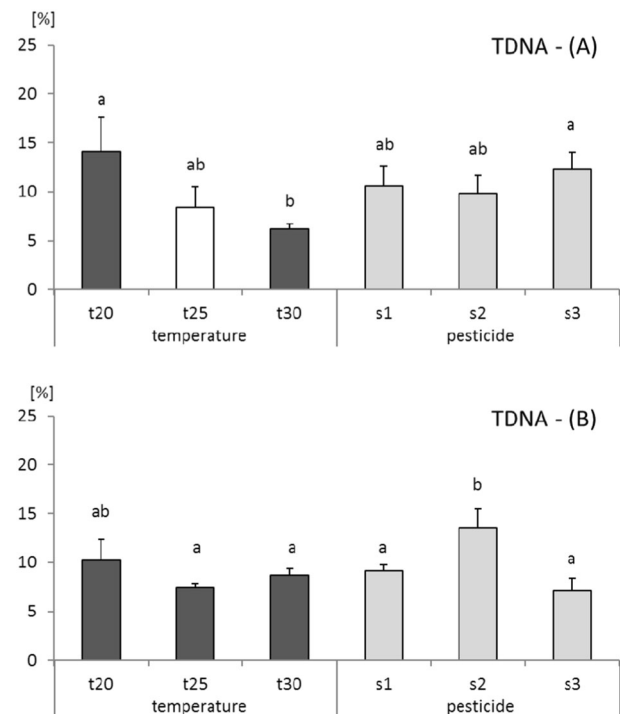 [%]
TDNA - (A)
25
20
15
10
5
0
a
ab
b
ab
ab
a
t20 t25 t30 s1 s2 s3
temperature pesticide
[%]
TDNA - (B)
25
20
15
10
5
0
ab
a
a
a
b
a
t20 t25 t30 s1 s2 s3
temperature pesticide